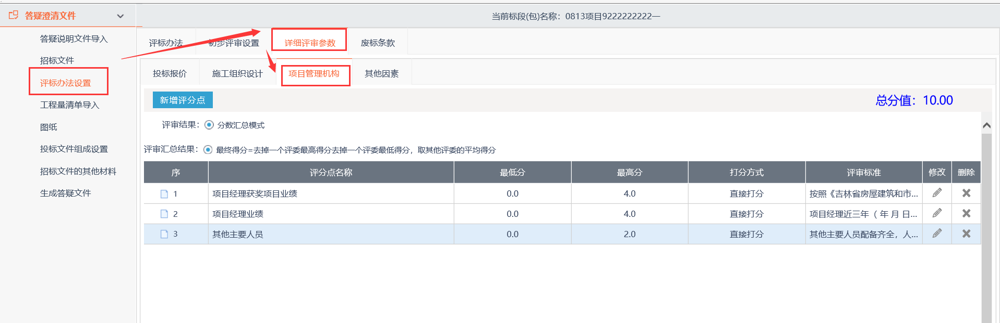 答疑澄清文件
当前标段(包)名称：0813项目9222222222一
答疑说明文件导入
招标文件
评标办法设置
工程量清单导入
图纸
投标文件组成设置
招标文件的其他材料
生成答疑文件
评标办法 初步评审设置 详细评审参数 废标条款
投标报价 施工组织设计 项目管理机构 其他因素
新增评分点 总分值：10.00
评审结果： 分数汇总模式
评审汇总结果： 最终得分=去掉一个评委最高得分去掉一个评委最低得分，取其他评委的平均得分
序 评分点名称 最低分 最高分 打分方式 评审标准 修改 删除
1 项目经理获奖项目业绩 0.0 4.0 直接打分 按照《吉林省房屋建筑和市...
2 项目经理业绩 0.0 4.0 直接打分 项目经理近三年（ 年 月 日...
3 其他主要人员 0.0 2.0 直接打分 其他主要人员配备齐全，人...